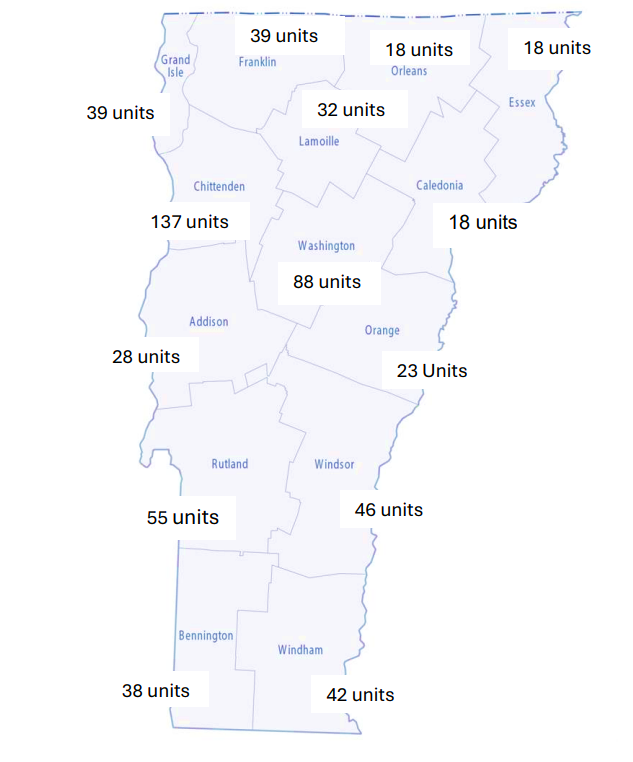 39 units
18 units
18 units
Grand
Isle
Franklin
Orleans
Essex
39 units
32 units
Lamoille
Chittenden
Caledonia
137 units
18 units
Washington
88 units
Addison
Orange
28 units
23 Units
Rutland
Windsor
55 units
46 units
Bennington
Windham
38 units
42 units